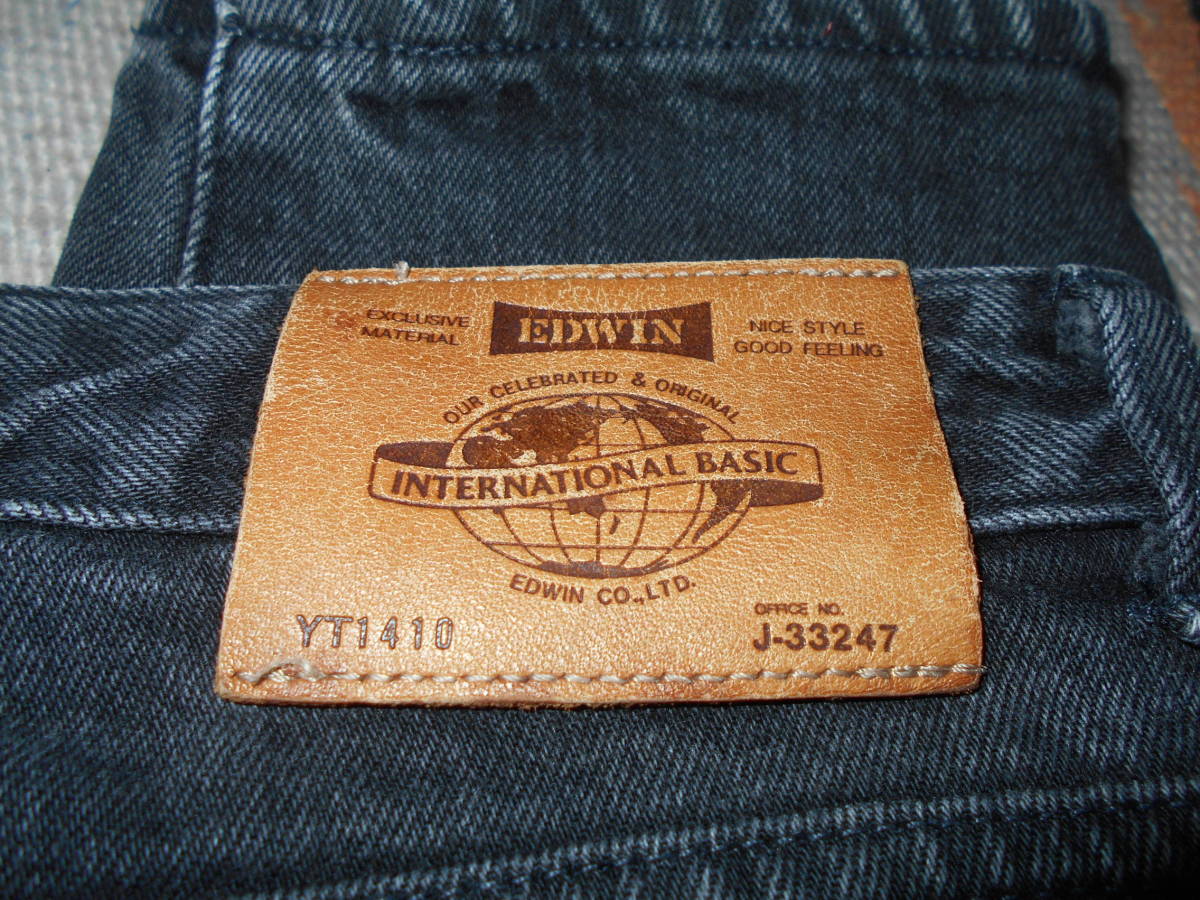 EXCLUSIVE
MATERIAL
EDWIN
NICE STYLE
GOOD FEELING
OUR CELEBRATED & ORIGINAL
INTERNATIONAL BASIC
EDWIN CO.,LTD.
YT1410
OFFICE NO.
J-33247